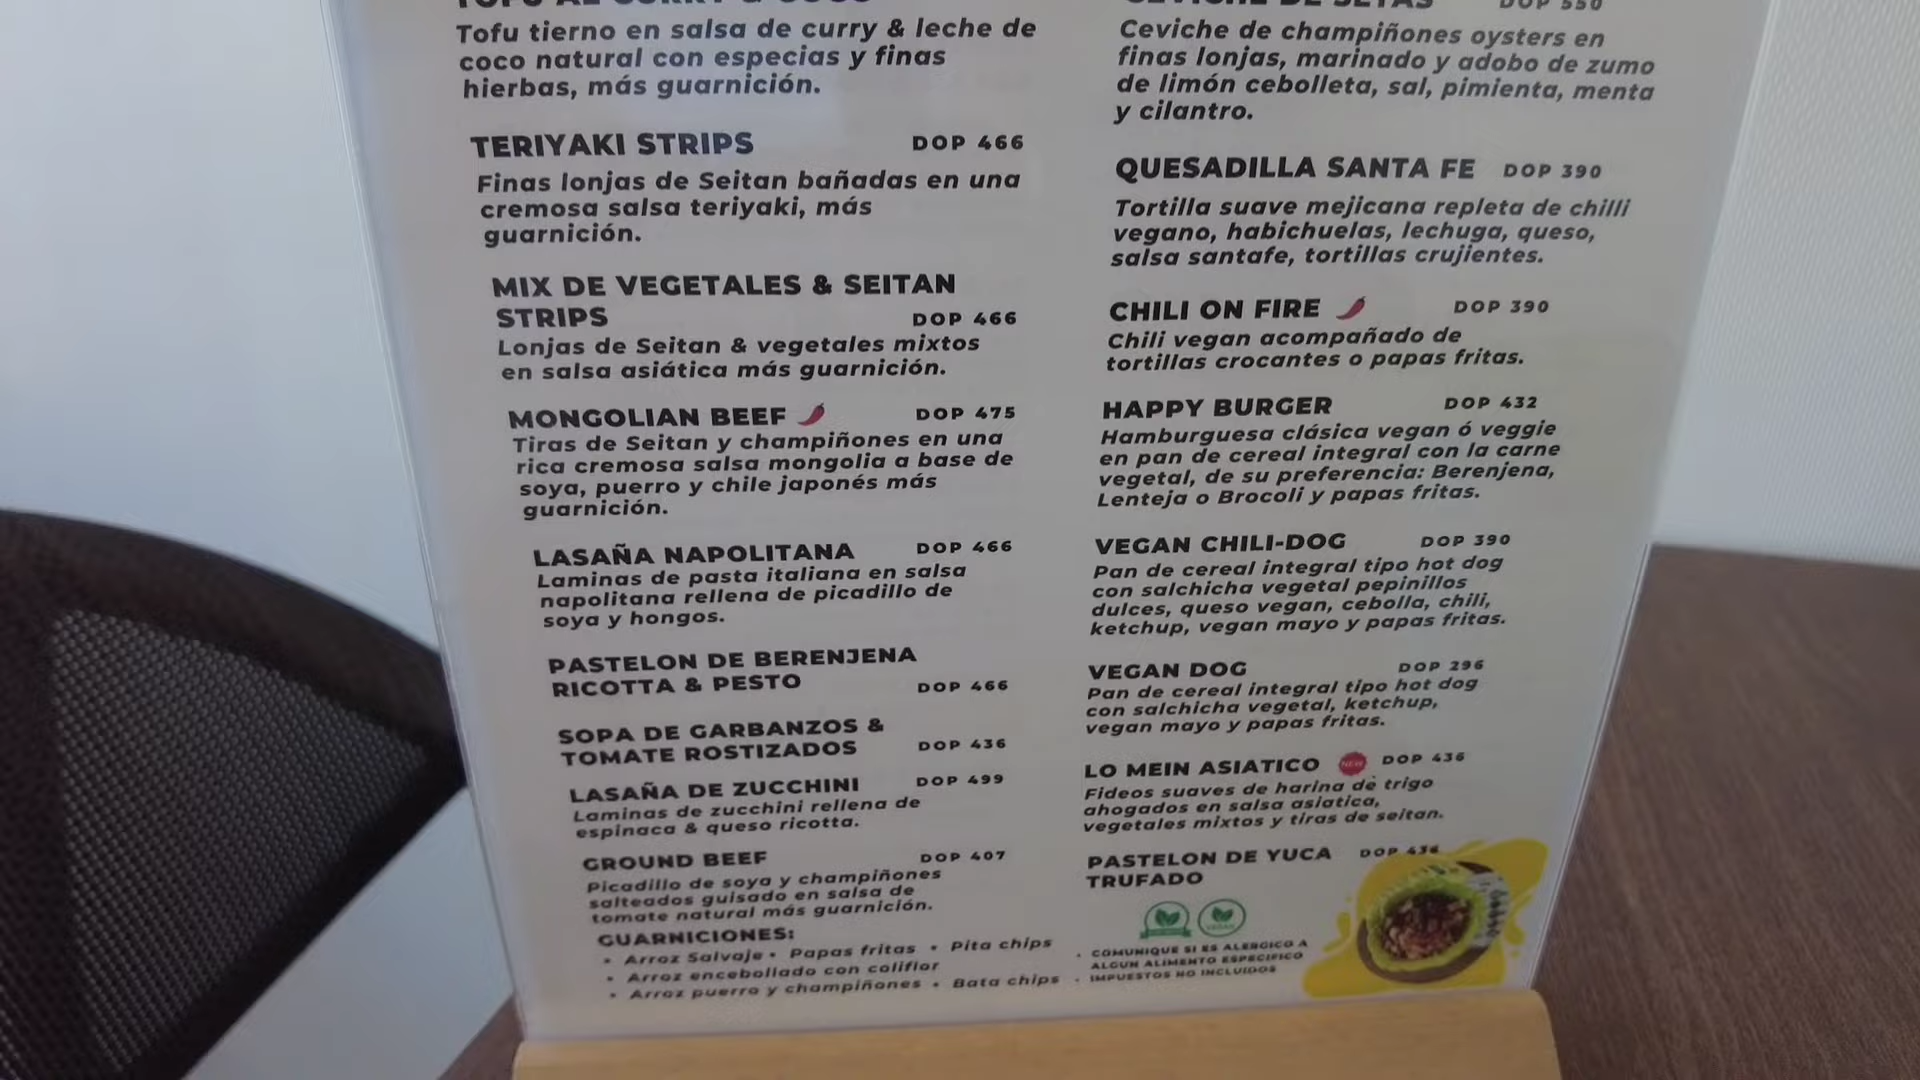 Tofu tierno en salsa de curry & leche de
coco natural con especias y finas
hierbas, más guarnición.
TERIYAKI STRIPS DOP 466
Finas lonjas de Seitan bañadas en una
cremosa salsa teriyaki, más
guarnición.
MIX DE VEGETALES & SEITAN
STRIPS DOP 466
Lonjas de Seitan & vegetales mixtos
en salsa asiática más guarnición.
MONGOLIAN BEEF DOP 475
Tiras de Seitan y champiñones en una
rica cremosa salsa mongolia a base de
soya, puerro y chile japonés más
guarnición.
LASAÑA NAPOLITANA DOP 466
Laminas de pasta italiana en salsa
napolitana rellena de picadillo de
soya y hongos.
PASTELON DE BERENJENA
RICOTTA & PESTO DOP 466
SOPA DE GARBANZOS &
TOMATE ROSTIZADOS DOP 436
LASAÑA DE ZUCCHINI DOP 499
Laminas de zucchini rellena de
espinaca & queso ricotta.
GROUND BEEF DOP 407
Picadillo de soya y champiñones
salteados guisado en salsa de
tomate natural más guarnición.
GUARNICIONES:
• Arroz Salvaje • Papas fritas • Pita chips
• Arroz encebollado con coliflor
• Arroz puerro y champiñones • Bata chips
CEVICHE DE SETAS DOP 550
Ceviche de champiñones oysters en
finas lonjas, marinado y adobo de zumo
de limón cebolleta, sal, pimienta, menta
y cilantro.
QUESADILLA SANTA FE DOP 390
Tortilla suave mejicana repleta de chilli
vegano, habichuelas, lechuga, queso,
salsa santafe, tortillas crujientes.
CHILI ON FIRE DOP 390
Chili vegan acompañado de
tortillas crocantes o papas fritas.
HAPPY BURGER DOP 432
Hamburguesa clásica vegan ó veggie
en pan de cereal integral con la carne
vegetal, de su preferencia: Berenjena,
Lenteja o Brocoli y papas fritas.
VEGAN CHILI-DOG DOP 390
Pan de cereal integral tipo hot dog
con salchicha vegetal pepinillos
dulces, queso vegan, cebolla, chili,
ketchup, vegan mayo y papas fritas.
VEGAN DOG DOP 296
Pan de cereal integral tipo hot dog
con salchicha vegetal, ketchup,
vegan mayo y papas fritas.
LO MEIN ASIATICO NEW DOP 436
Fideos suaves de harina de trigo
ahogados en salsa asiatica,
vegetales mixtos y tiras de seitan.
PASTELON DE YUCA DOP
TRUFADO
• COMUNIQUE SI ES ALERGICO A
ALGUN ALIMENTO ESPECIFICO
• IMPUESTOS NO INCLUIDOS